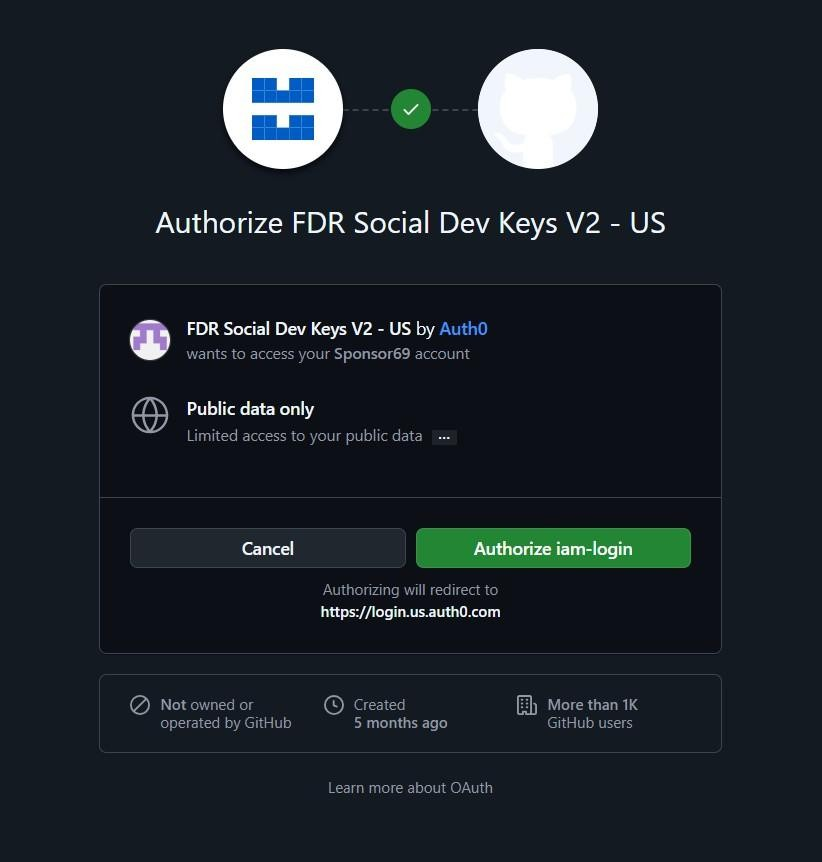 Authorize FDR Social Dev Keys V2 - US
FDR Social Dev Keys V2 - US by Auth0
wants to access your Sponsor69 account
Public data only
Limited access to your public data ...
Cancel
Authorize iam-login
Authorizing will redirect to
https://login.us.auth0.com
Not owned or
operated by GitHub
Created
5 months ago
More than 1K
GitHub users
Learn more about OAuth